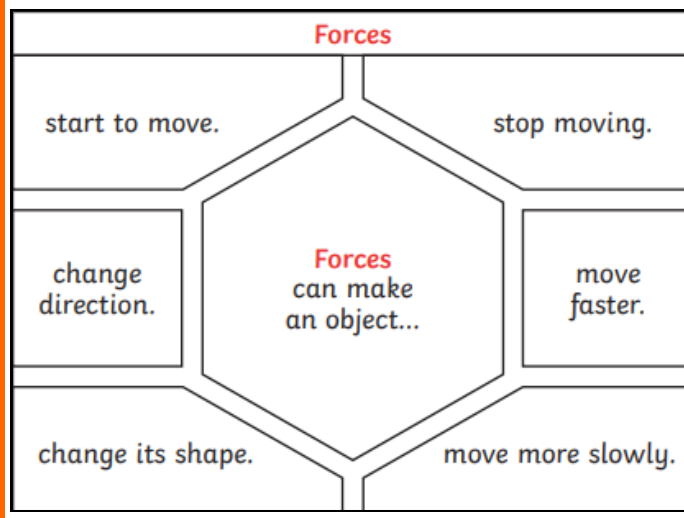 Forces
start to move.
stop moving.
change
direction.
Forces
can make
an object...
move
faster.
change its shape.
move more slowly.